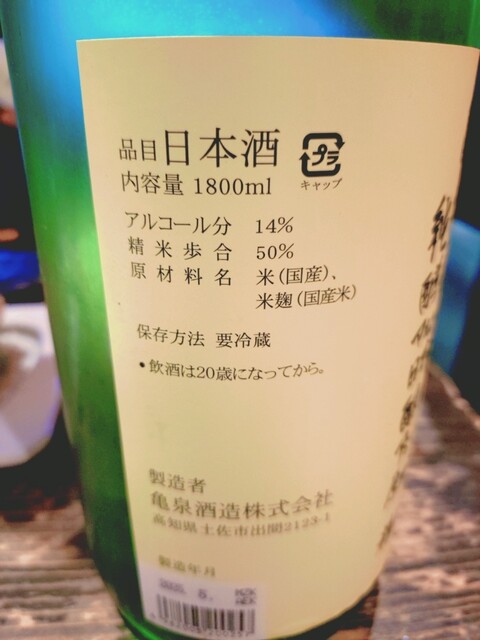 品目 日本酒
プラ
キャップ
内容量 1800ml
アルコール分 14%
精米歩合 50%
原材料名 米(国産)、
米麹(国産米)
保存方法 要冷蔵
•飲酒は20歳になってから。
製造者
亀泉酒造株式会社
高知県土佐市出間2123-1
製造年月